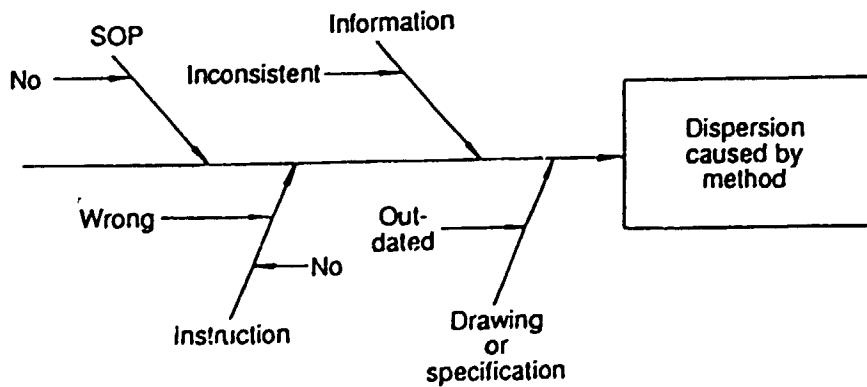 SOP
No
Information
Inconsistent
Dispersion
caused by
method
Wrong
No
Instruction
Out-
dated
Drawing
or
specification